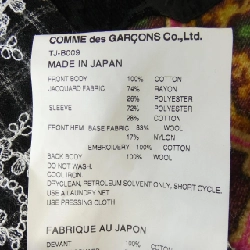 COMME des GARÇONS Co.,Ltd.
TJ-BC09
MADE IN JAPAN
FRONT BODY 100% COTTON
JACQUARD FABRIC 74% RAYON
26% POLYESTER
SLEEVE 72% POLYESTER
28% COTTON
FRONT HEM BASE FABRIC 83% WOOL
17% NYLON
EMBROIDERY 100% COTTON
BACK BODY 100% WOOL
DO NOT WASH.
COOL IRON.
DRYCLEAN, PETROLEUM SOLVENT ONLY, SHORT CYCLE,
USE A LAUNDRY NET.
USE PRESSING CLOTH
FABRIQUE AU JAPON
DEVANT 100% COTON